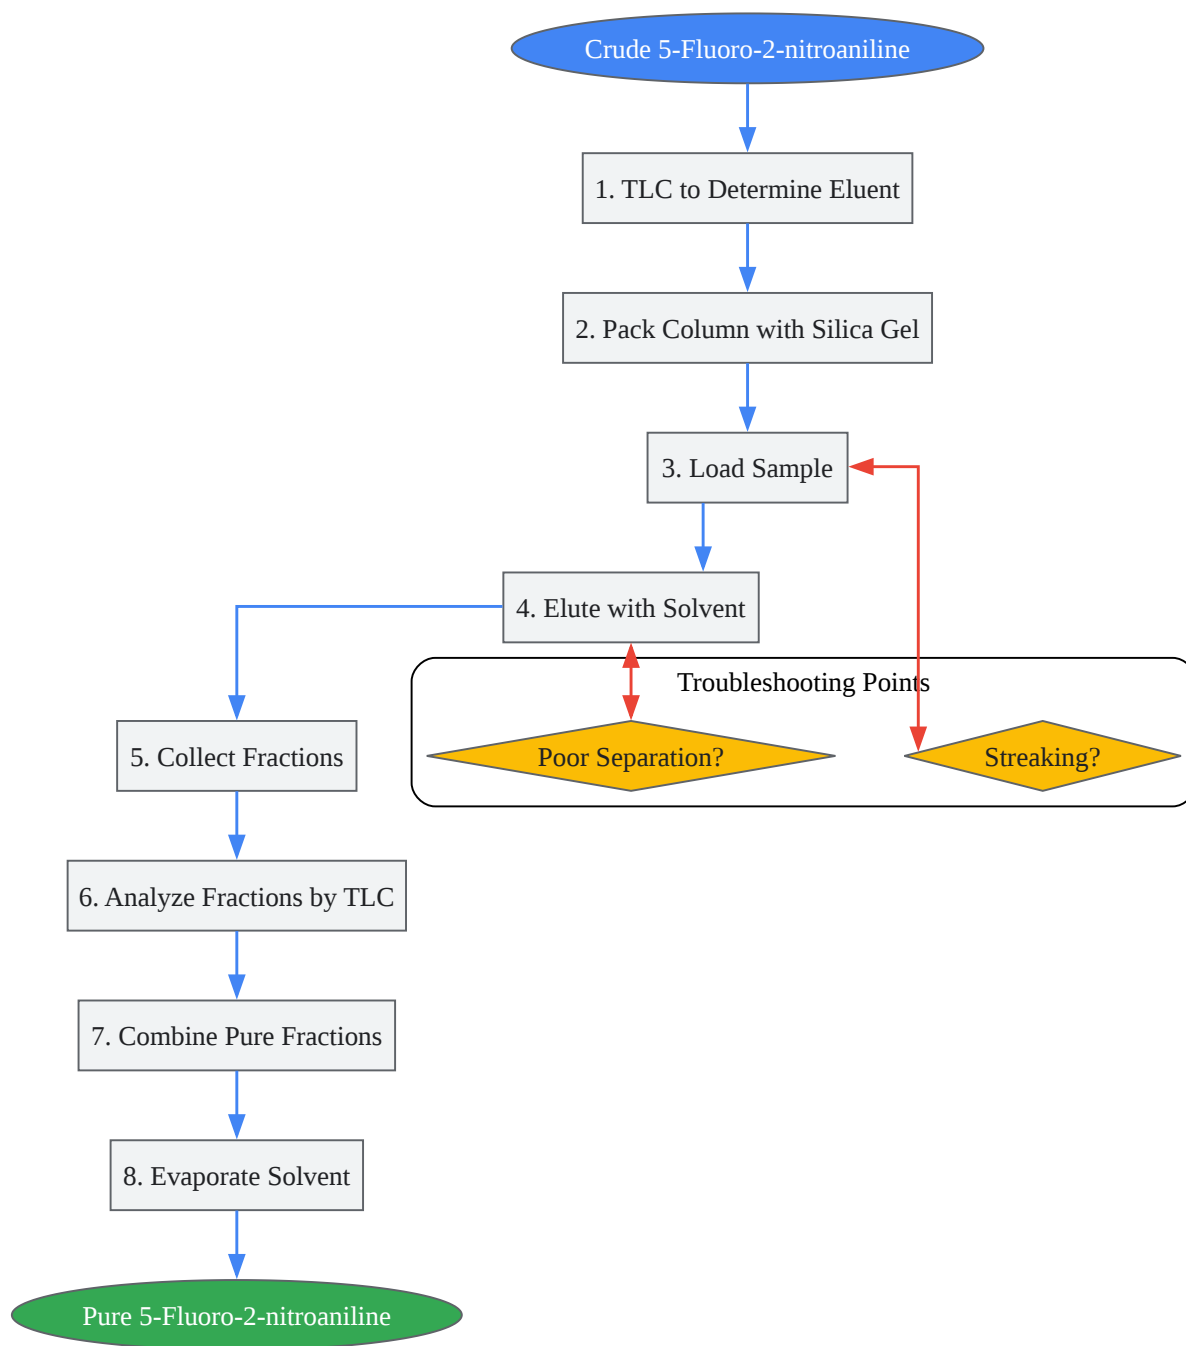 Crude 5-Fluoro-2-nitroaniline
1. TLC to Determine Eluent
2. Pack Column with Silica Gel
3. Load Sample
4. Elute with Solvent
Troubleshooting Points
5. Collect Fractions
Poor Separation?
Streaking?
6. Analyze Fractions by TLC
7. Combine Pure Fractions
8. Evaporate Solvent
Pure 5-Fluoro-2-nitroaniline